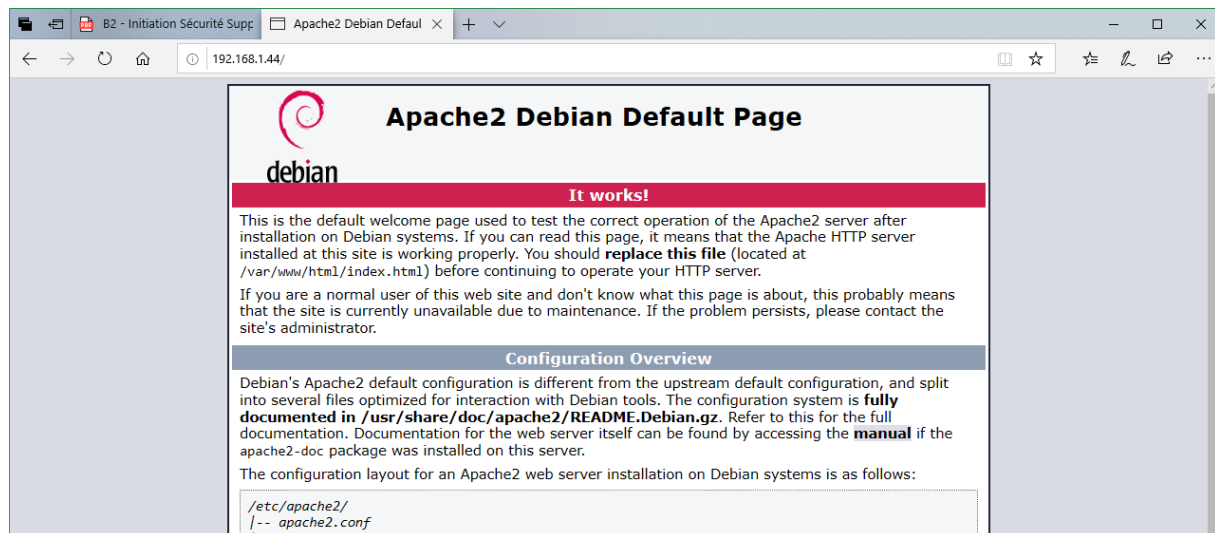 B2 - Initiation Sécurité Supp
Apache2 Debian Defaul
192.168.1.44/
debian
Apache2 Debian Default Page
It works!
This is the default welcome page used to test the correct operation of the Apache2 server after
installation on Debian systems. If you can read this page, it means that the Apache HTTP server
installed at this site is working properly. You should replace this file (located at
/var/www/html/index.html) before continuing to operate your HTTP server.
If you are a normal user of this web site and don't know what this page is about, this probably means
that the site is currently unavailable due to maintenance. If the problem persists, please contact the
site's administrator.
Configuration Overview
Debian's Apache2 default configuration is different from the upstream default configuration, and split
into several files optimized for interaction with Debian tools. The configuration system is fully
documented in /usr/share/doc/apache2/README.Debian.gz. Refer to this for the full
documentation. Documentation for the web server itself can be found by accessing the manual if the
apache2-doc package was installed on this server.
The configuration layout for an Apache2 web server installation on Debian systems is as follows:
/etc/apache2/
|-- apache2.conf